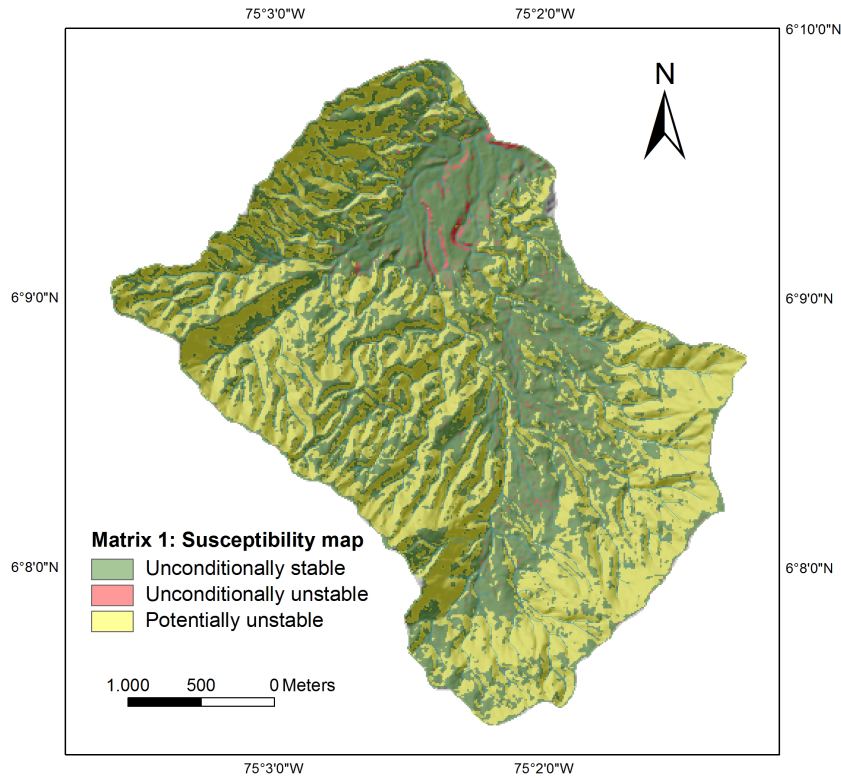 75°3'0"W 75°2'0"W
6°10'0"N
N
6°9'0"N 6°9'0"N
Matrix 1: Susceptibility map
Unconditionally stable
6°8'0"N 6°8'0"N
Unconditionally unstable
Potentially unstable
1.000 500 0 Meters
75°3'0"W 75°2'0"W